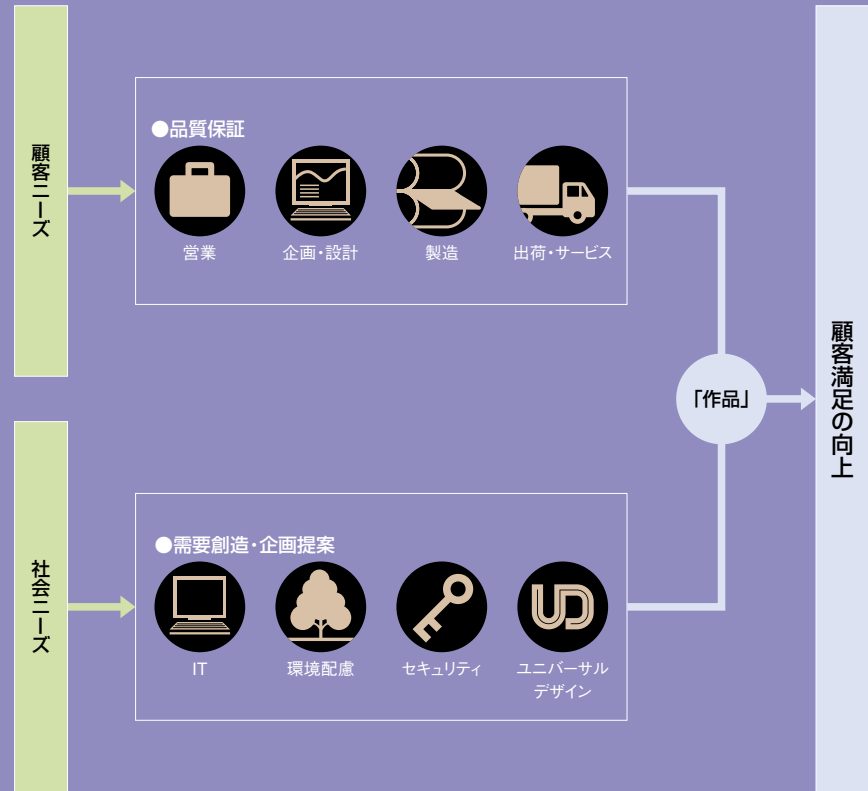 顧客ニーズ
●品質保証
営業
企画・設計
製造
出荷・サービス
社会ニーズ
●需要創造・企画提案
IT
環境配慮
セキュリティ
UD
ユニバーサル
デザイン
「作品」
顧客満足の向上